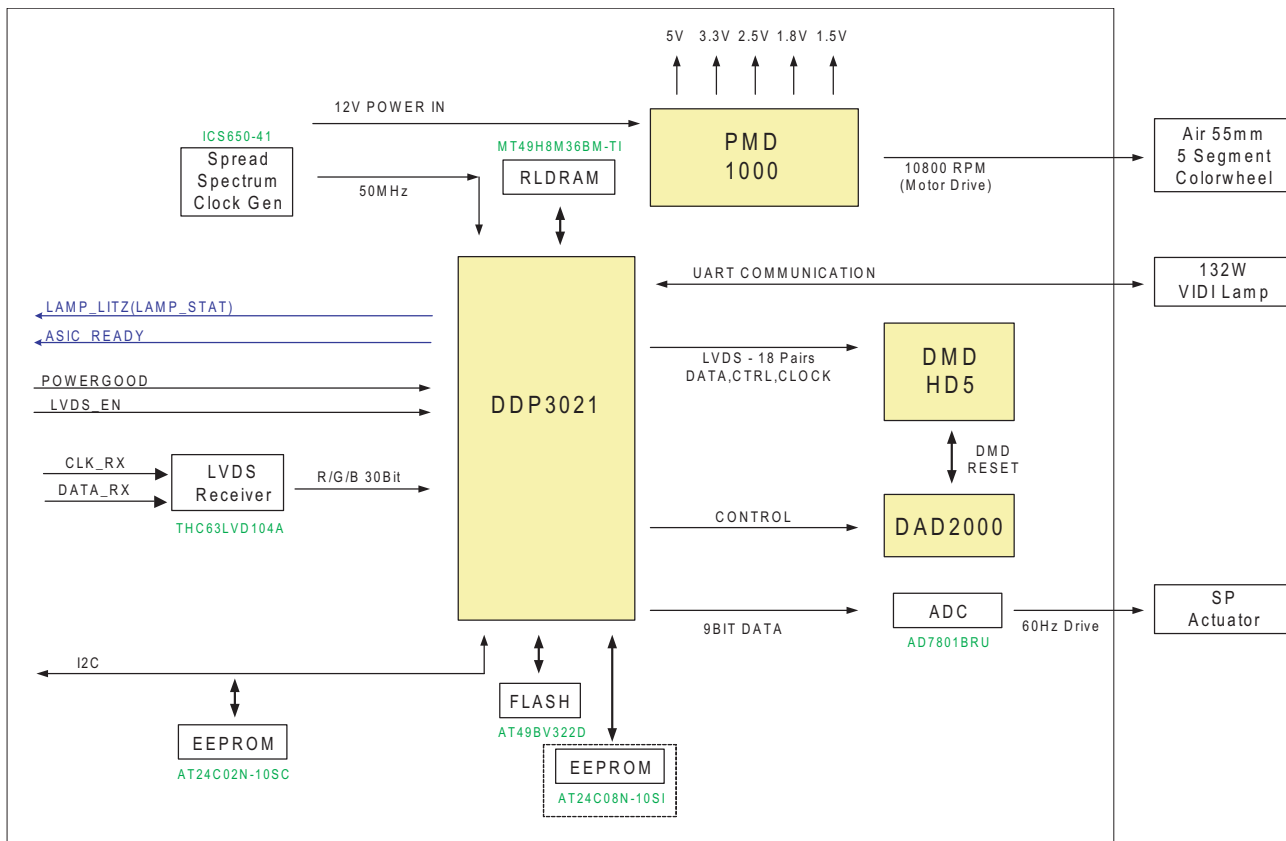 5V
3.3V
2.5V
1.8V
1.5V
12V POWER IN
ICS650-41
Spread
Spectrum
Clock Gen
50MHz
MT49H8M36BM-TI
RLDRAM
PMD
1000
10800 RPM
(Motor Drive)
Air 55mm
5 Segment
Colorwheel
UART COMMUNICATION
132W
VIDI Lamp
LAMP_LITZ(LAMP_STAT)
ASIC_READY
POWERGOOD
LVDS_EN
DDP3021
LVDS - 18 Pairs
DATA,CTRL,CLOCK
DMD
HD5
DMD
RESET
CLK_RX
DATA_RX
LVDS
Receiver
THC63LVD104A
R/G/B 30Bit
CONTROL
DAD2000
9BIT DATA
ADC
AD7801BRU
60Hz Drive
SP
Actuator
I2C
EEPROM
AT24C02N-10SC
FLASH
AT49BV322D
EEPROM
AT24C08N-10SI